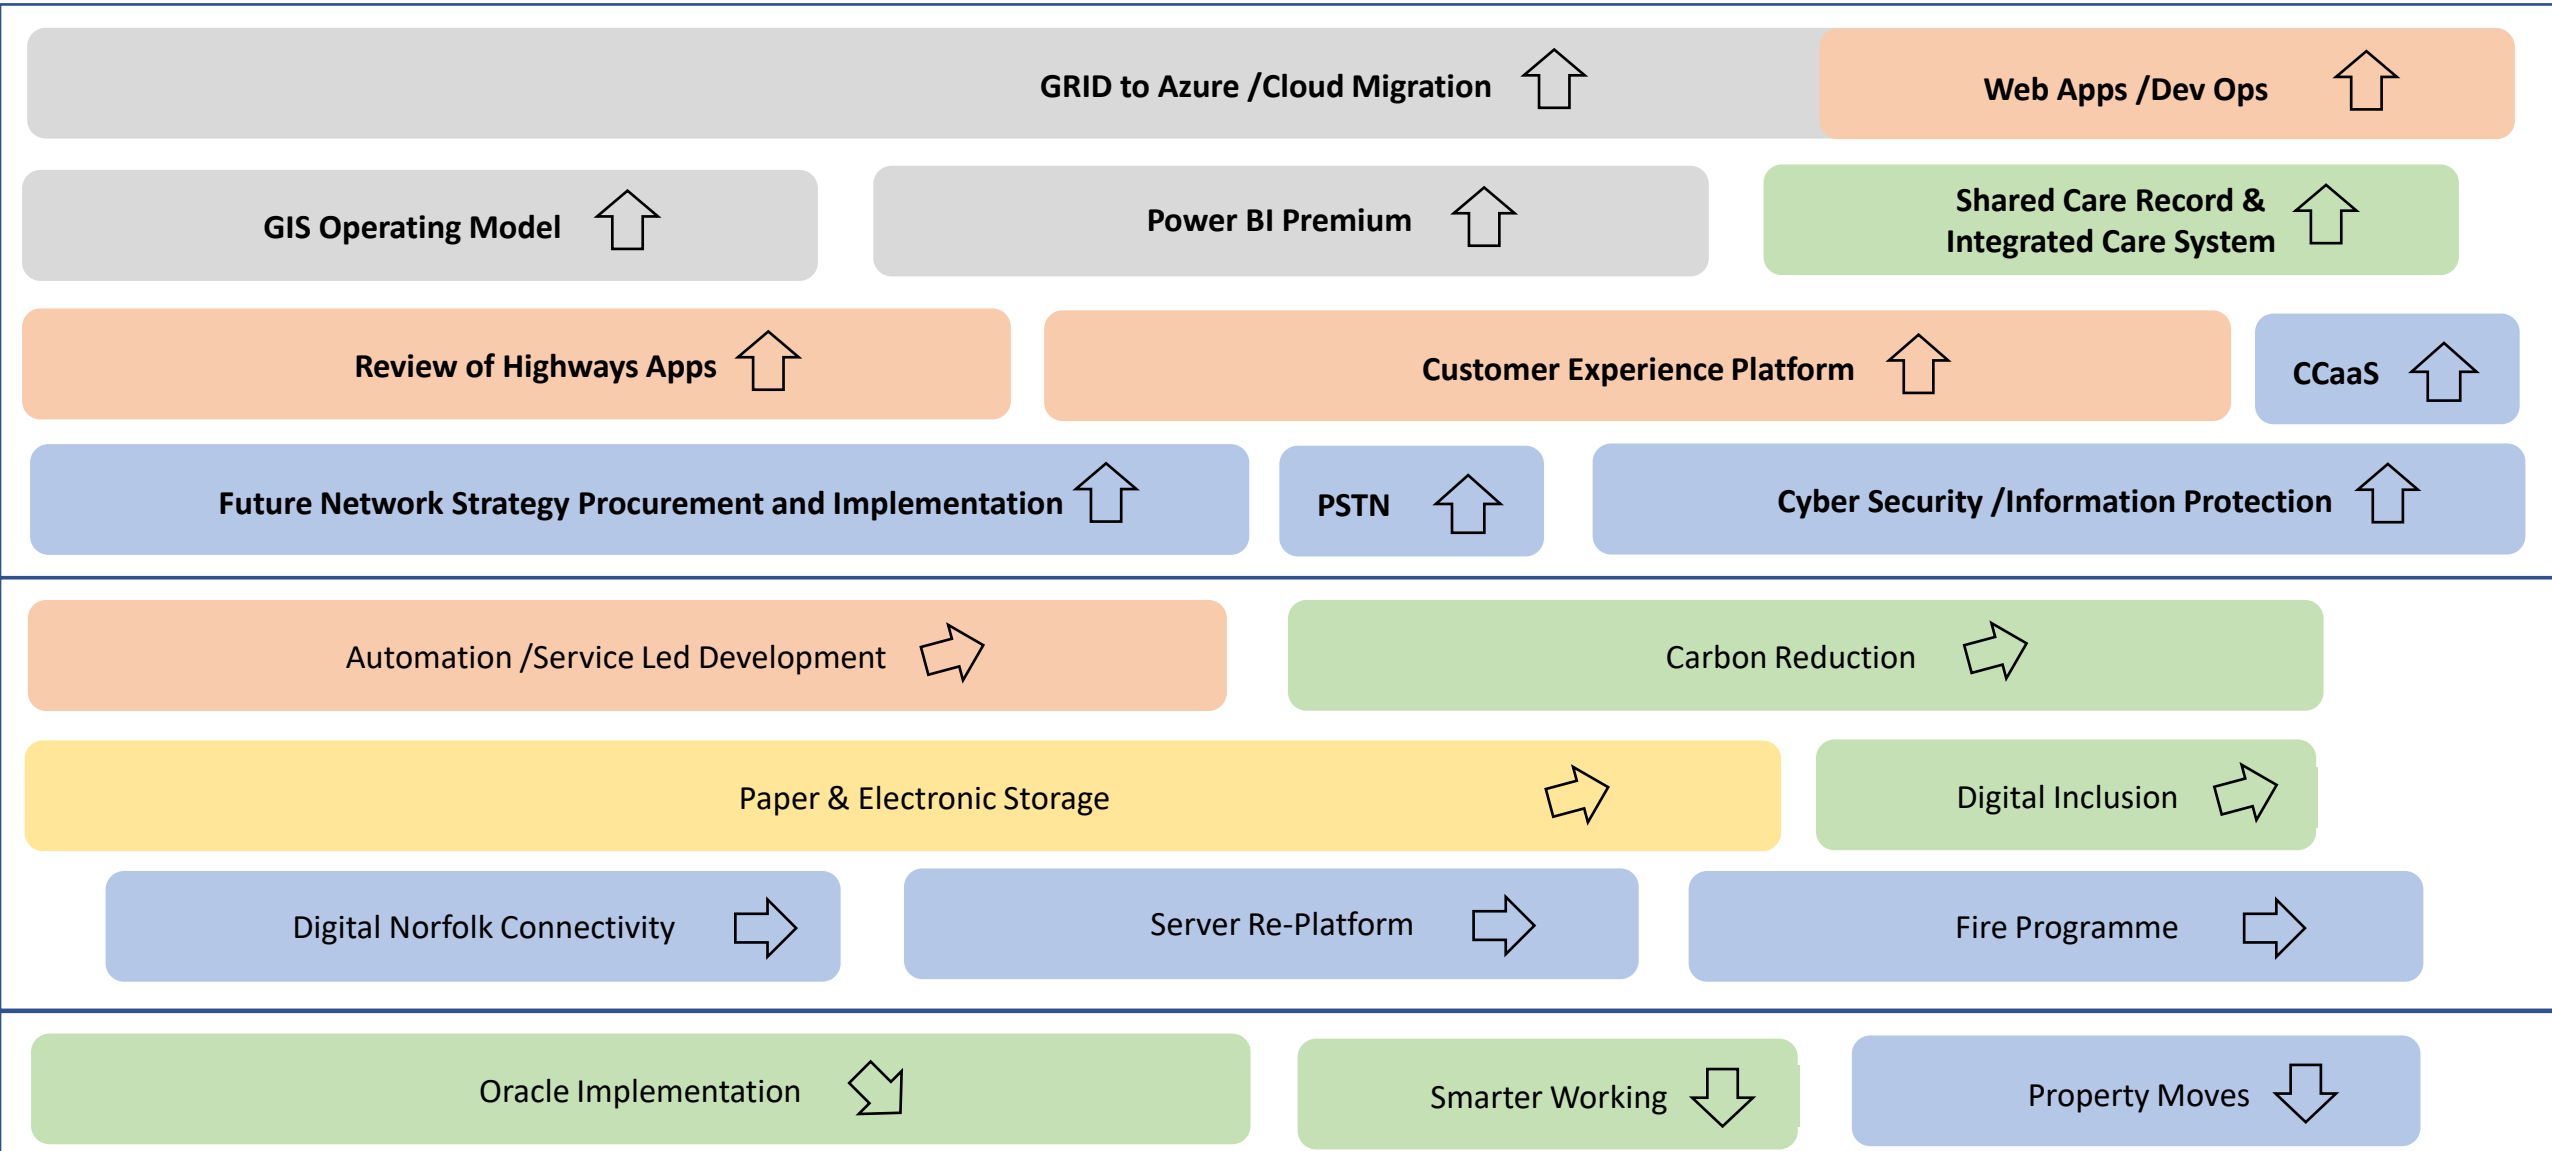 GRID to Azure /Cloud Migration
Web Apps /Dev Ops
GIS Operating Model
Power BI Premium
Shared Care Record &
Integrated Care System
Review of Highways Apps
Customer Experience Platform
CCaaS
Future Network Strategy Procurement and Implementation
PSTN
Cyber Security /Information Protection
Automation /Service Led Development
Carbon Reduction
Paper & Electronic Storage
Digital Inclusion
Digital Norfolk Connectivity
Server Re-Platform
Fire Programme
Oracle Implementation
Smarter Working
Property Moves